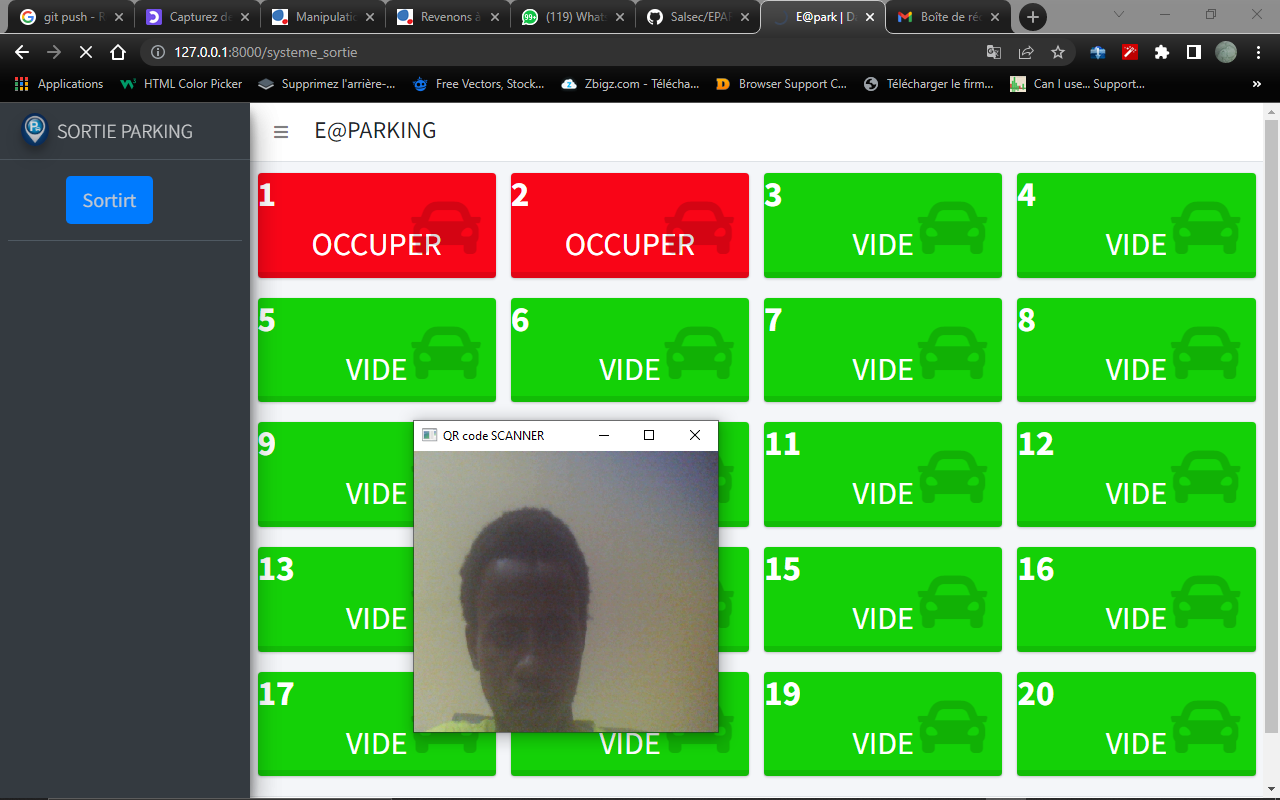 git push - R
Capturez de
Manipulatio
Revenons à
(119) Whats
Salsec/EPAR
E@park | Da
Boîte de réc
127.0.0.1:8000/systeme_sortie
Applications
HTML Color Picker
Supprimez l'arrière-...
Free Vectors, Stock...
Zbigz.com - Télécha...
Browser Support C...
Télécharger le firm...
Can I use... Support...
»
SORTIE PARKING
E@PARKING
Sortirt
1
OCCUPER
2
OCCUPER
3
VIDE
4
VIDE
5
VIDE
6
VIDE
7
VIDE
8
VIDE
9
VIDE
QR code SCANNER
11
VIDE
12
VIDE
13
VIDE
15
VIDE
16
VIDE
17
VIDE
VIDE
19
VIDE
20
VIDE